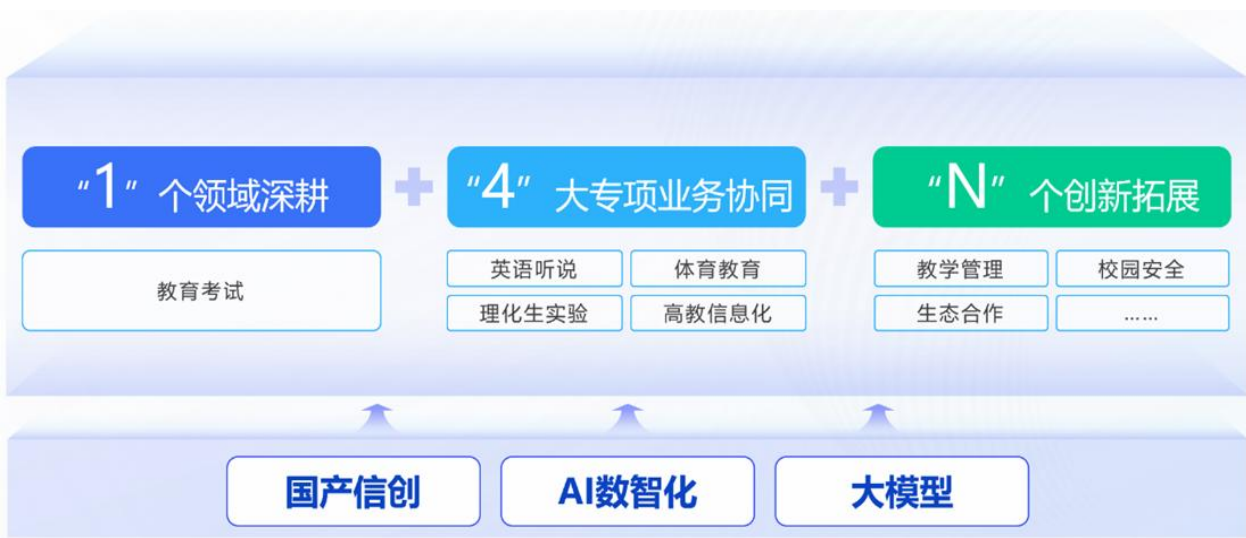 “1” 个领域深耕
“4” 大专项业务协同
“N” 个创新拓展
教育考试
英语听说
体育教育
理化生实验
高教信息化
教学管理
校园安全
生态合作
……
国产信创
AI数智化
大模型